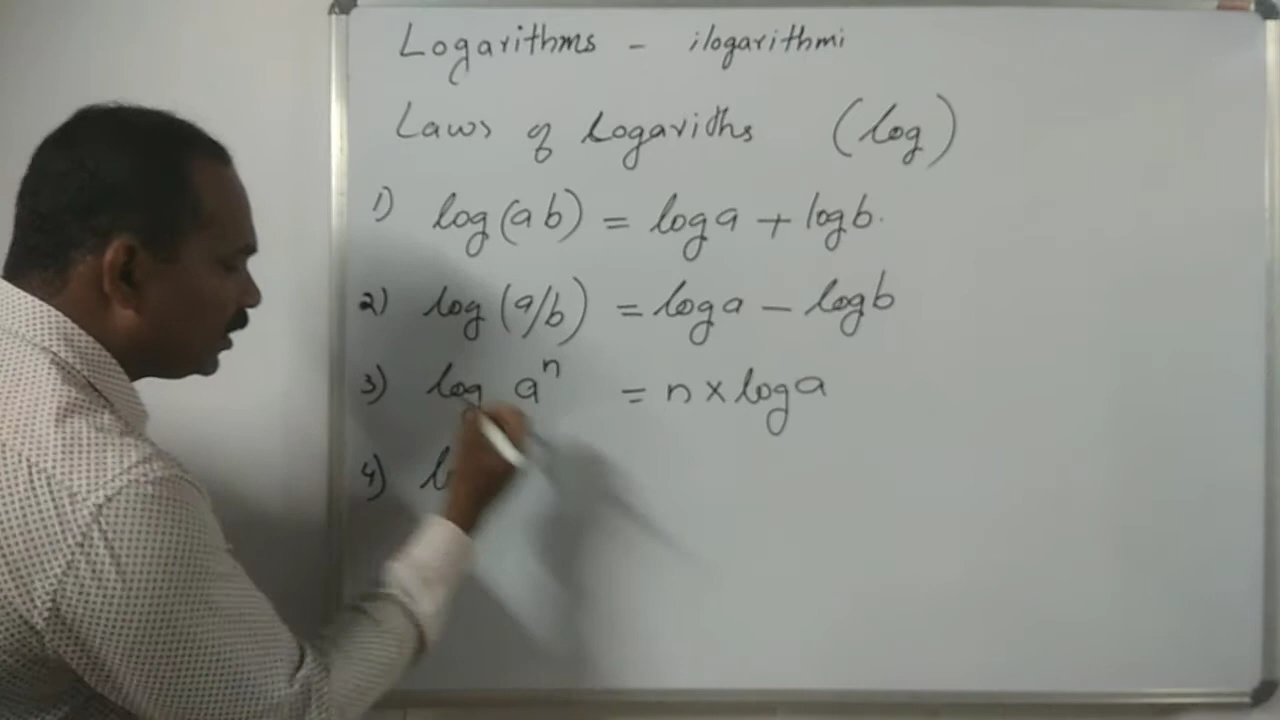 Logarithms - ilogarithmi
Laws of Logariths (log)
1) log(ab) = log a + log b.
2) log(a/b) = log a - log b
3) log aⁿ = n × log a
4) l